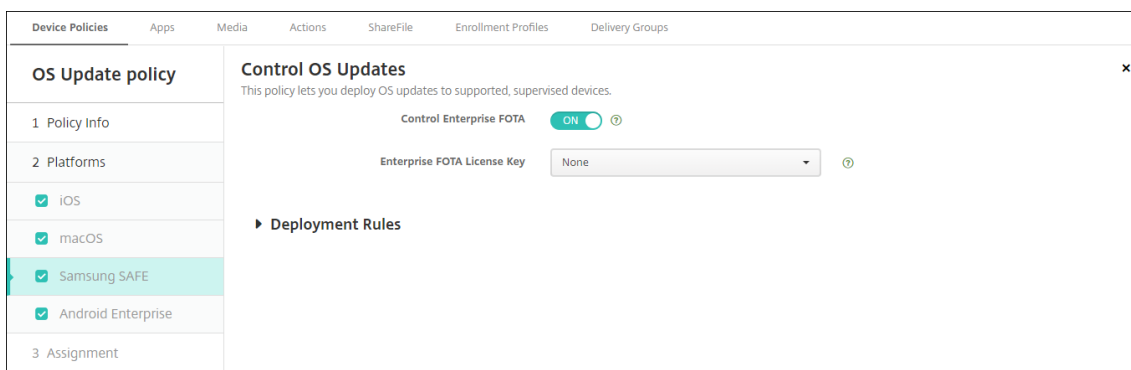 Device Policies Apps Media Actions ShareFile Enrollment Profiles Delivery Groups
OS Update policy
1 Policy Info
2 Platforms
iOS
macOS
Samsung SAFE
Android Enterprise
3 Assignment
Control OS Updates
This policy lets you deploy OS updates to supported, supervised devices.
Control Enterprise FOTA ON ?
Enterprise FOTA License Key None ?
Deployment Rules